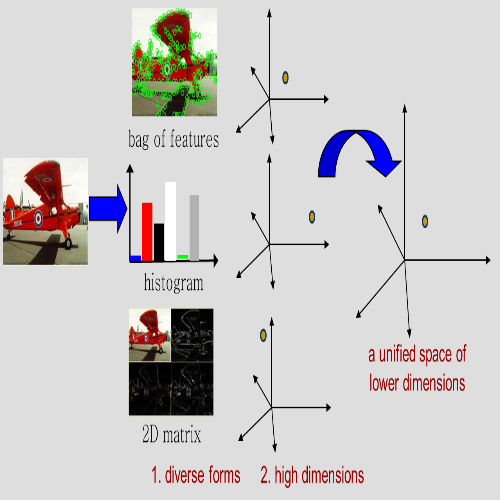 bag of features
histogram
2D matrix
1. diverse forms
2. high dimensions
a unified space of
lower dimensions